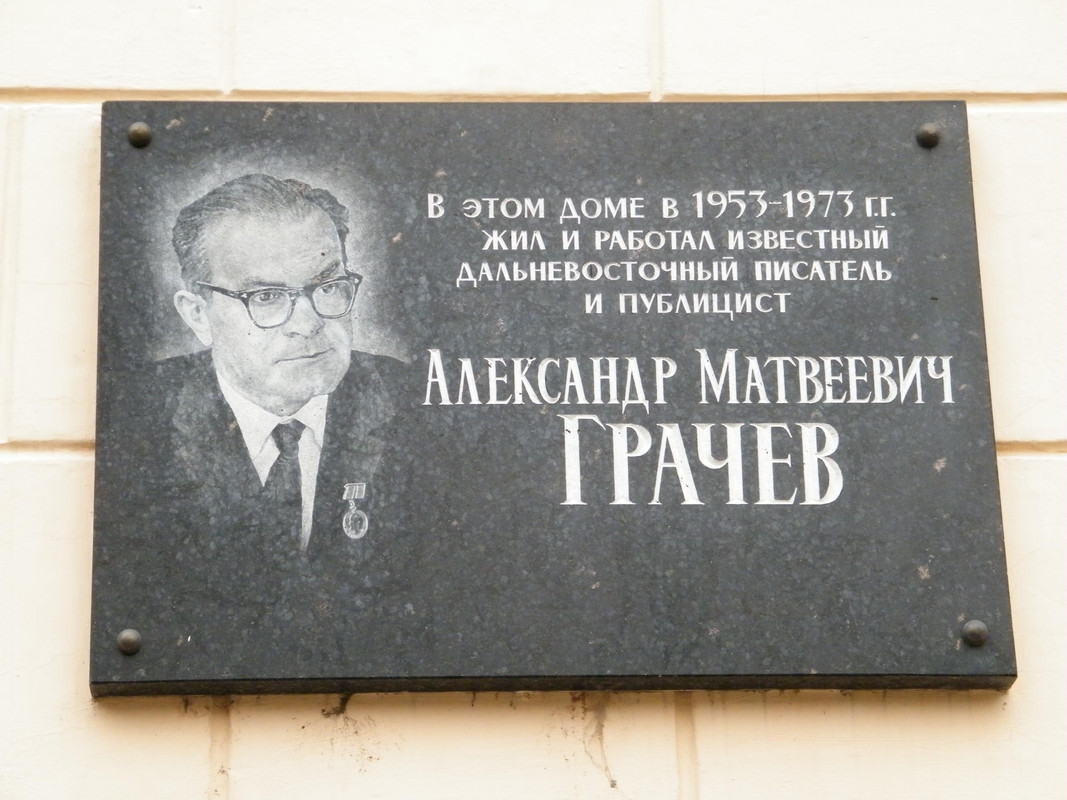 В этом доме в 1953-1973 г.г.
жил и работал известный
дальневосточный писатель
и публицист
Александр Матвеевич
Грачев